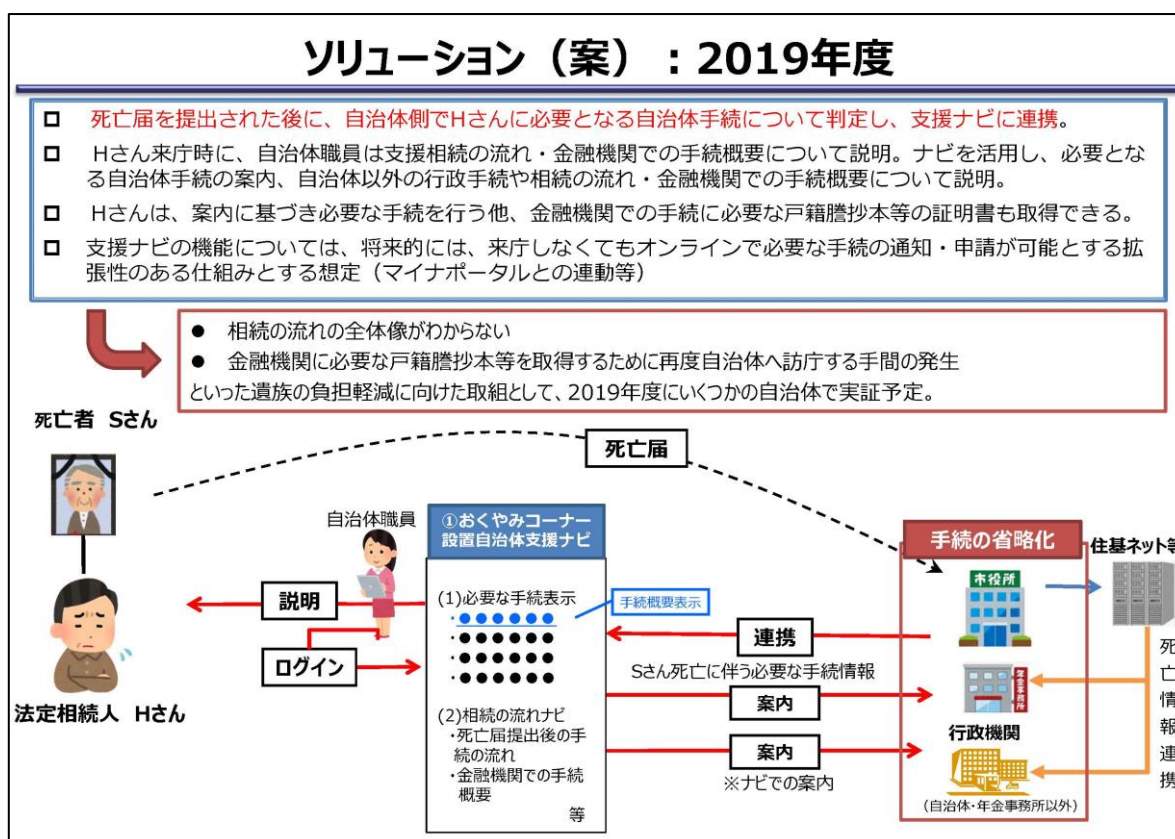 ソリューション（案）：2019年度
□ 死亡届を提出された後に、自治体側でHさんに必要となる自治体手続について判定し、支援ナビに連携。
□ Hさん来庁時に、自治体職員は支援相続の流れ・金融機関での手続概要について説明。ナビを活用し、必要とな
る自治体手続の案内、自治体以外の行政手続や相続の流れ・金融機関での手続概要について説明。
□ Hさんは、案内に基づき必要な手続を行う他、金融機関での手続に必要な戸籍謄抄本等の証明書も取得できる。
□ 支援ナビの機能については、将来的には、来庁しなくてもオンラインで必要な手続の通知・申請が可能とする拡
張性のある仕組みとする想定（マイナポータルとの連動等）
● 相続の流れの全体像がわからない
● 金融機関に必要な戸籍謄抄本等を取得するために再度自治体へ訪庁する手間の発生
といった遺族の負担軽減に向けた取組として、2019年度にいくつかの自治体で実証予定。
死亡者 Sさん
死亡届
自治体職員
①おくやみコーナー
設置自治体支援ナビ
手続の省略化
住基ネット等
市役所
(1)必要な手続表示
手続概要表示
説明
ログイン
連携
Sさん死亡に伴う必要な手続情報
案内
年金事務所
死
亡
情
報
連
携
法定相続人 Hさん
(2)相続の流れナビ
・死亡届提出後の手
続の流れ
・金融機関での手続
概要
等
案内
※ナビでの案内
行政機関
（自治体・年金事務所以外）